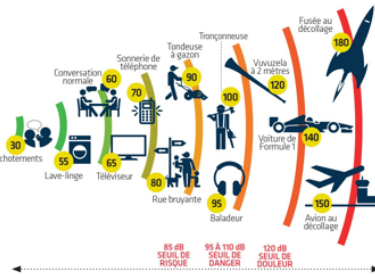 Fusée au
décollage
180
Tronçonneuse
Tondeuse
à gazon
90
Sonnerie de
téléphone
70
Vuvuzela
à 2 mètres
120
Conversation
normale
60
100
30
chotements
55
Lave-linge
65
Téléviseur
80
Rue bruyante
95
Baladeur
Voiture de
Formule 1
140
150
Avion au
décollage
85 dB
SEUIL DE
RISQUE
95 À 110 dB
SEUIL DE
DANGER
120 dB
SEUIL DE
DOULEUR